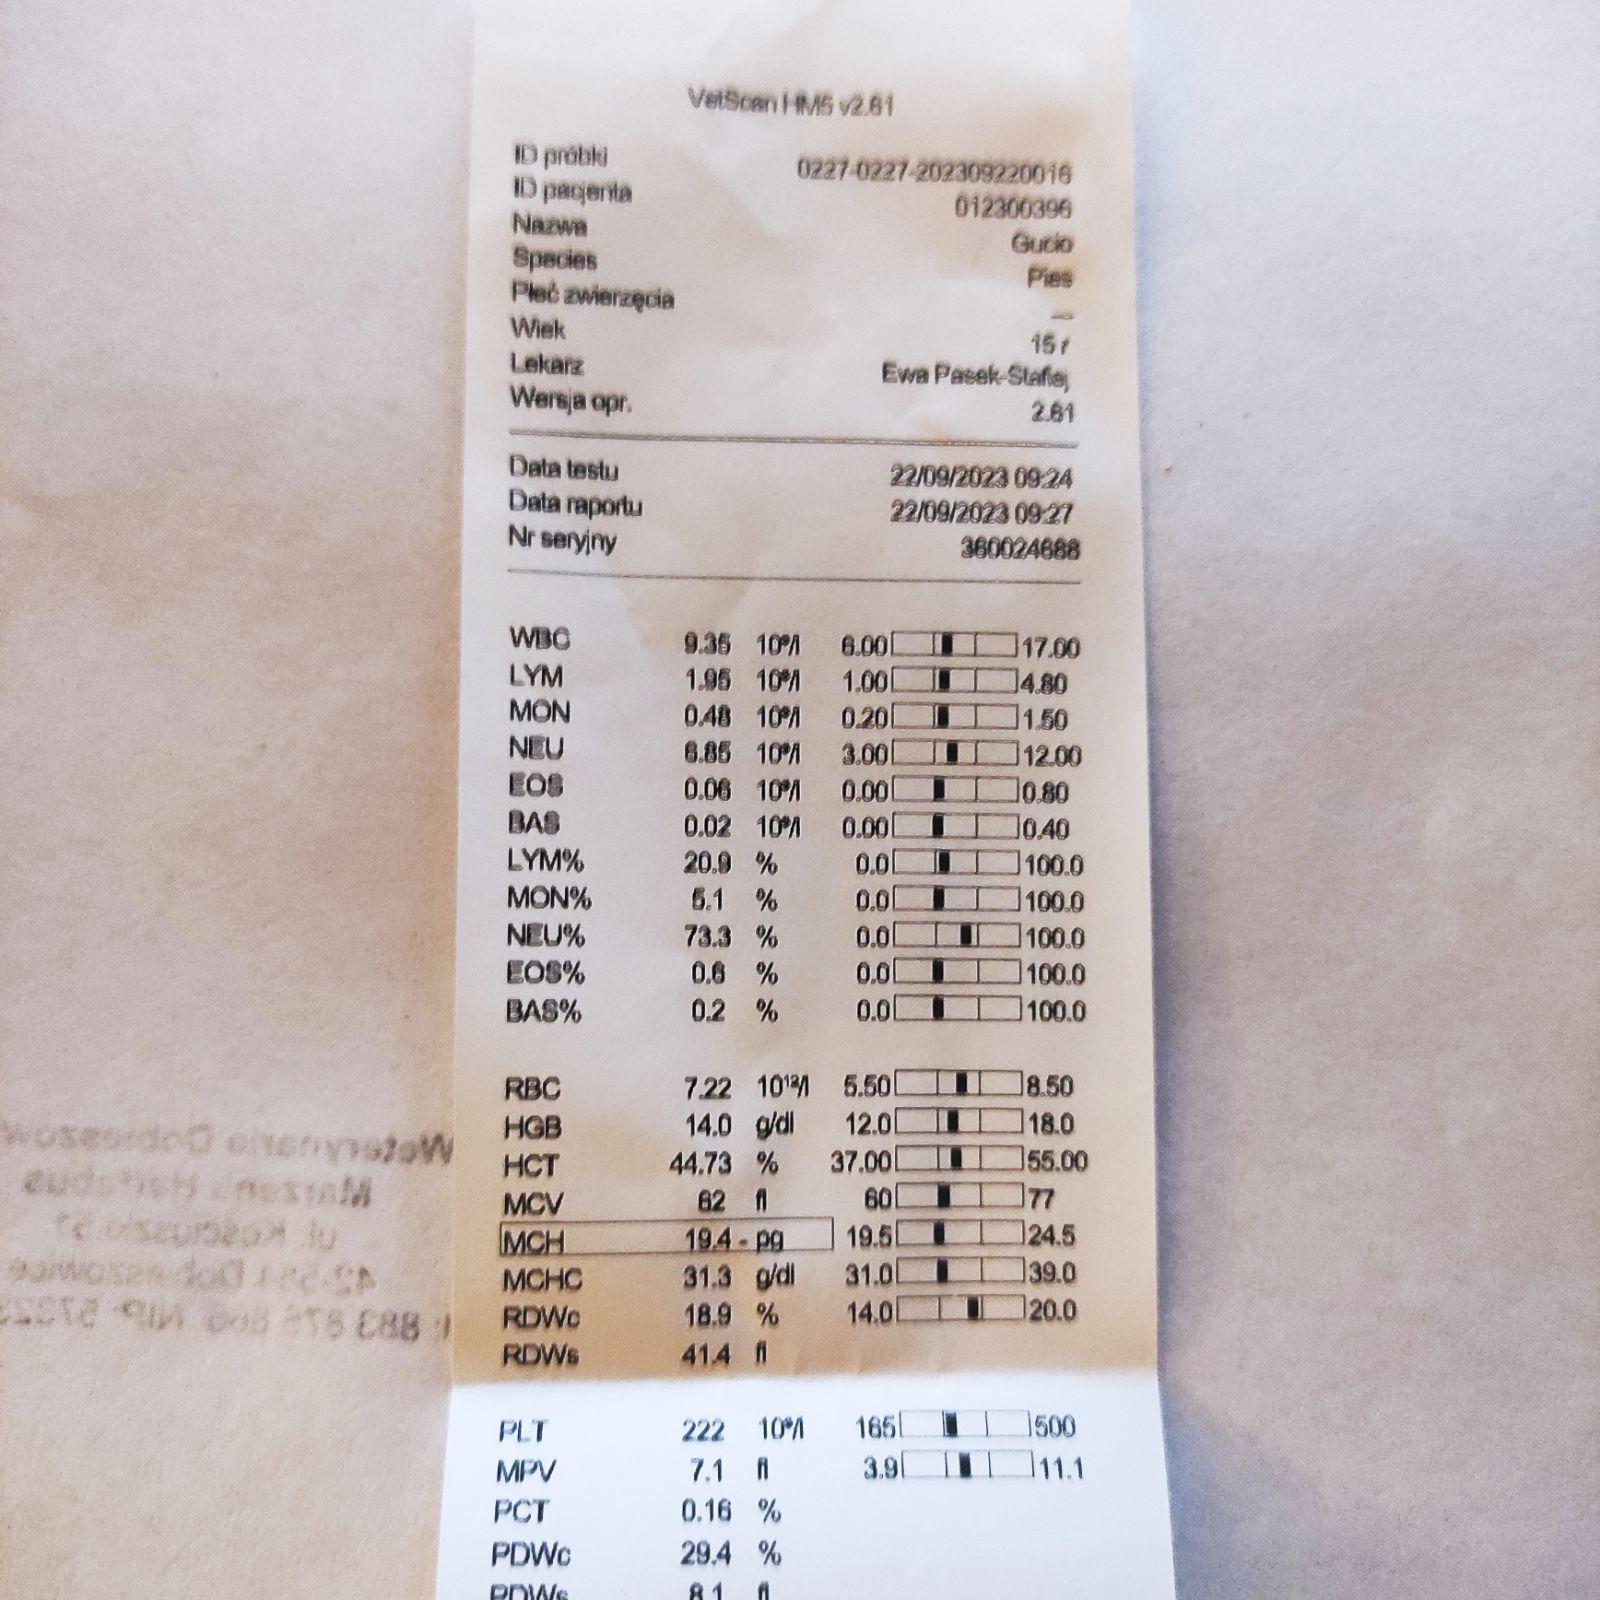 VetScan HM5 v2.61
ID próbki 0227-0227-202309220016
ID pacjenta 012300396
Nazwa Gucio
Species Pies
Płeć zwierzęcia —
Wiek 15 r
Lekarz Ewa Pasek-Stafiej
Wersja opr. 2.61
Data testu 22/09/2023 09:24
Data raportu 22/09/2023 09:27
Nr seryjny 360024688
WBC 9.35 10⁹/l 6.00 17.00
LYM 1.95 10⁹/l 1.00 4.80
MON 0.48 10⁹/l 0.20 1.50
NEU 6.85 10⁹/l 3.00 12.00
EOS 0.06 10⁹/l 0.00 0.80
BAS 0.02 10⁹/l 0.00 0.40
LYM% 20.9 % 0.0 100.0
MON% 5.1 % 0.0 100.0
NEU% 73.3 % 0.0 100.0
EOS% 0.6 % 0.0 100.0
BAS% 0.2 % 0.0 100.0
RBC 7.22 10¹²/l 5.50 8.50
HGB 14.0 g/dl 12.0 18.0
HCT 44.73 % 37.00 55.00
MCV 62 fl 60 77
MCH 19.4 - pg 19.5 24.5
MCHC 31.3 g/dl 31.0 39.0
RDWc 18.9 % 14.0 20.0
RDWs 41.4 fl
PLT 222 10⁹/l 165 500
MPV 7.1 fl 3.9 11.1
PCT 0.16 %
PDWc 29.4 %
PDWs 8.1 fl